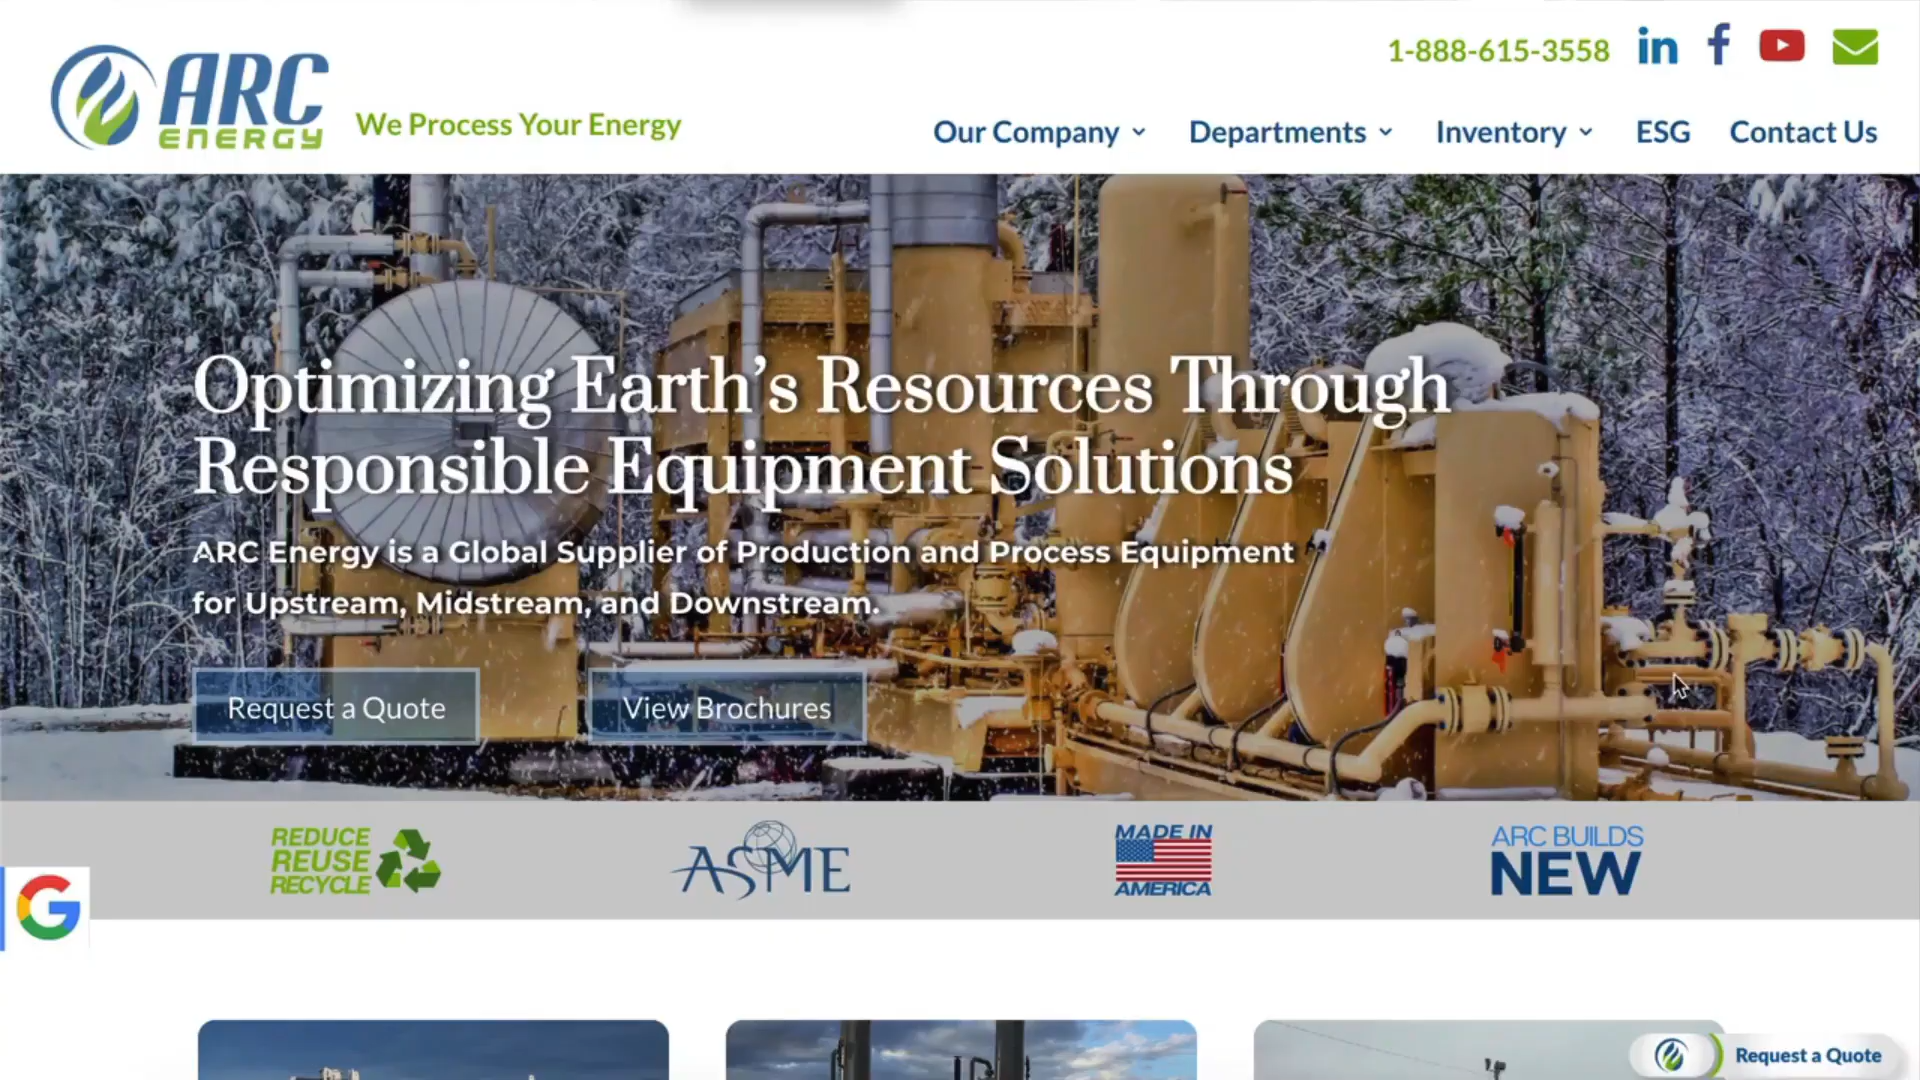 ARC
ENERGY
We Process Your Energy
1-888-615-3558
in
f
Our Company
Departments
Inventory
ESG
Contact Us
Optimizing Earth's Resources Through
Responsible Equipment Solutions
ARC Energy is a Global Supplier of Production and Process Equipment
for Upstream, Midstream, and Downstream.
Request a Quote
View Brochures
REDUCE
REUSE
RECYCLE
ASME
MADE IN
AMERICA
ARC BUILDS
NEW
G
Request a Quote